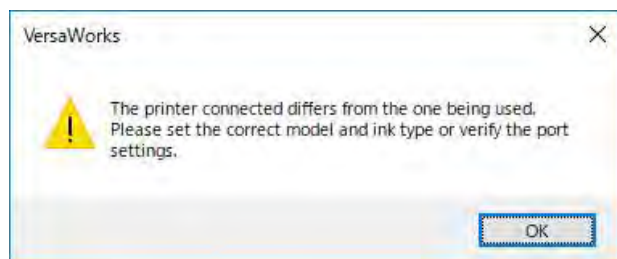 VersaWorks
The printer connected differs from the one being used.
Please set the correct model and ink type or verify the port
settings.
OK